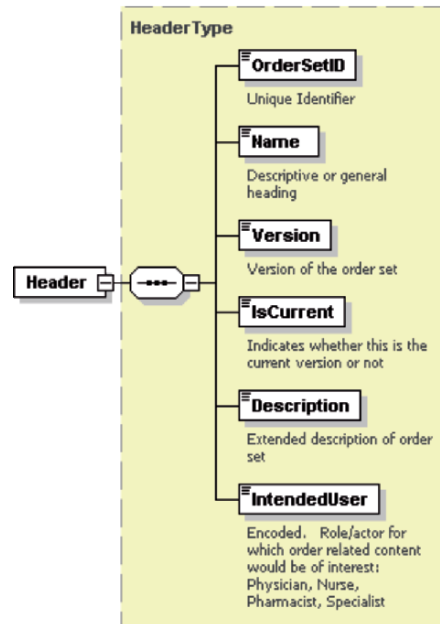 HeaderType
OrderSetID
Unique Identifier
Name
Descriptive or general
heading
Version
Version of the order set
Header
IsCurrent
Indicates whether this is the
current version or not
Description
Extended description of order
set
IntendedUser
Encoded. Role/actor for
which order related content
would be of interest:
Physician, Nurse,
Pharmacist, Specialist